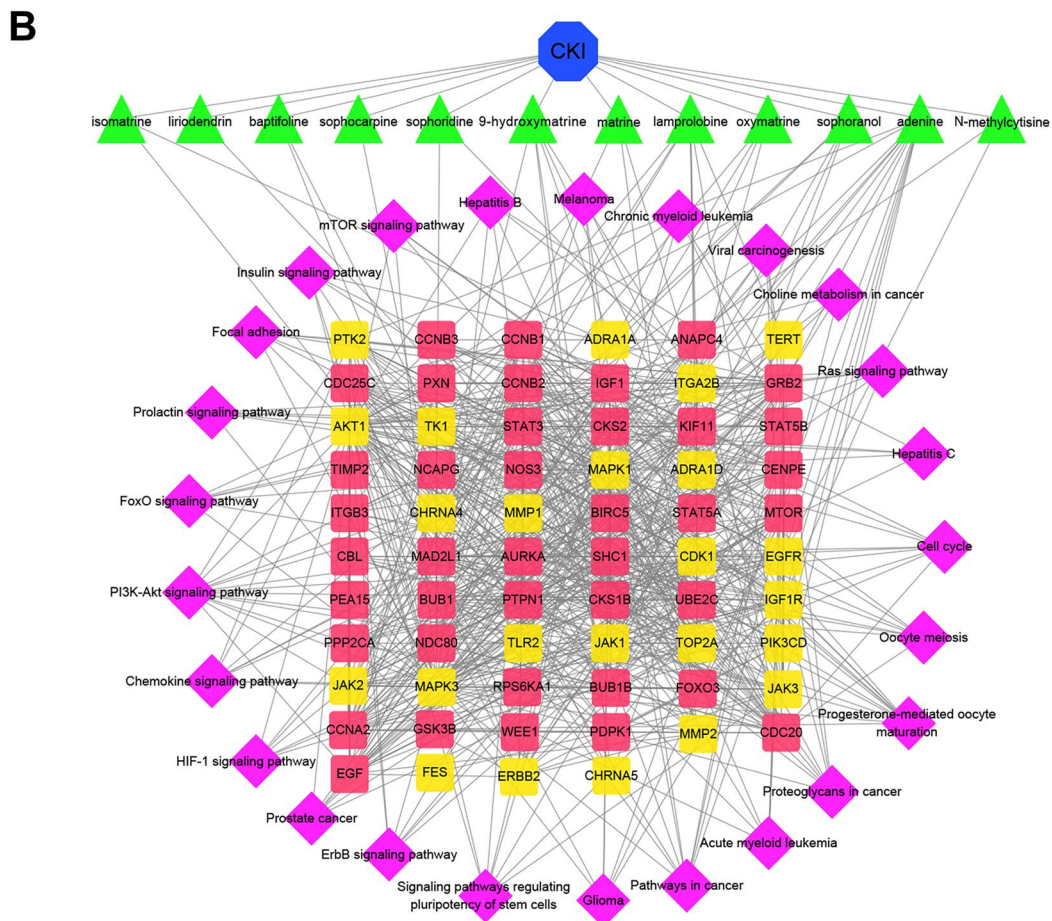 B
CKI
isomatrine liriodendrin baptifoline sophocarpine sophoridine 9-hydroxymatrine matrine lamprolobine oxymatrine sophoranol adenine N-methylcytisine
Hepatitis B
Melanoma
Chronic myeloid leukemia
mTOR signaling pathway
Viral carcinogenesis
Insulin signaling pathway
Choline metabolism in cancer
Focal adhesion
PTK2 CCNB3 CCNB1 ADRA1A ANAPC4 TERT
Ras signaling pathway
CDC25C PXN CCNB2 IGF1 ITGA2B GRB2
Prolactin signaling pathway
AKT1 TK1 STAT3 CKS2 KIF11 STAT5B
Hepatitis C
TIMP2 NCAPG NOS3 MAPK1 ADRA1D CENPE
FoxO signaling pathway
ITGB3 CHRNA4 MMP1 BIRC5 STAT5A MTOR
Cell cycle
CBL MAD2L1 AURKA SHC1 CDK1 EGFR
PI3K-Akt signaling pathway
PEA15 BUB1 PTPN1 CKS1B UBE2C IGF1R
Oocyte meiosis
PPP2CA NDC80 TLR2 JAK1 TOP2A PIK3CD
Chemokine signaling pathway
JAK2 MAPK3 RPS6KA1 BUB1B FOXO3 JAK3
Progesterone-mediated oocyte
maturation
CCNA2 GSK3B WEE1 PDPK1 MMP2 CDC20
HIF-1 signaling pathway
EGF FES ERBB2 CHRNA5
Proteoglycans in cancer
Prostate cancer
Acute myeloid leukemia
ErbB signaling pathway
Signaling pathways regulating
pluripotency of stem cells
Glioma
Pathways in cancer